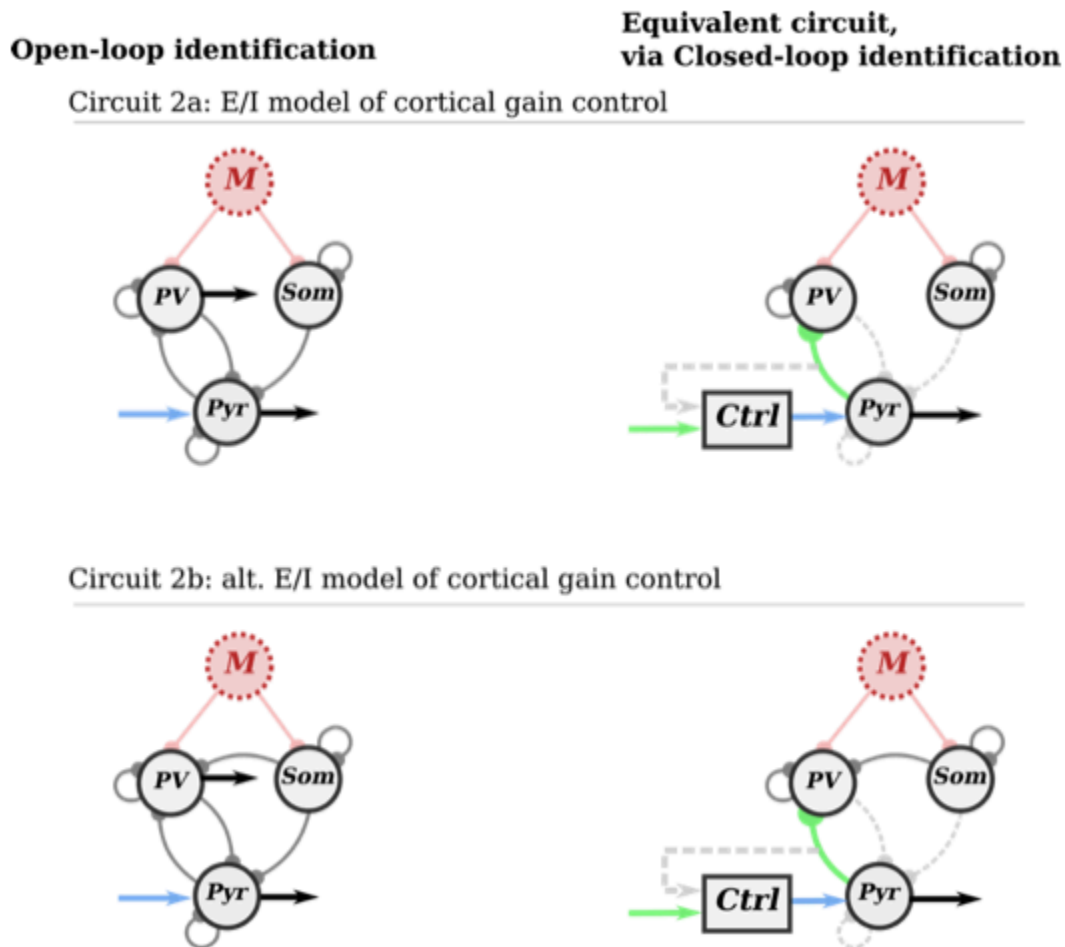 Open-loop identification
Equivalent circuit,
via Closed-loop identification
Circuit 2a: E/I model of cortical gain control
M
PV
Som
Pyr
M
PV
Som
Ctrl
Pyr
Circuit 2b: alt. E/I model of cortical gain control
M
PV
Som
Pyr
M
PV
Som
Ctrl
Pyr